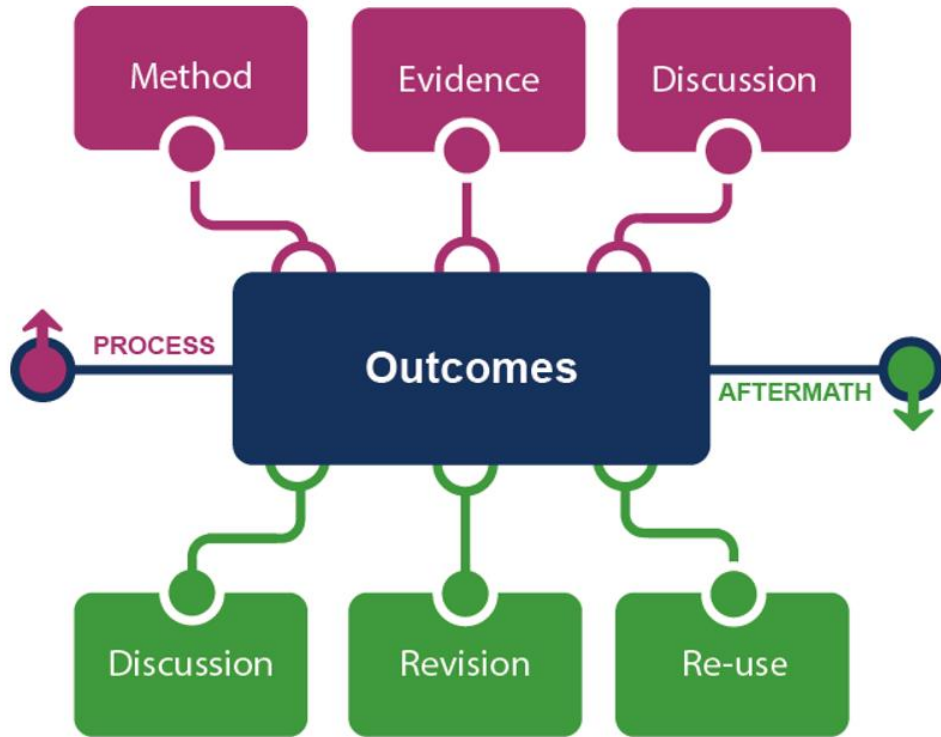 Method
Evidence
Discussion
PROCESS
Outcomes
AFTERMATH
Discussion
Revision
Re-use